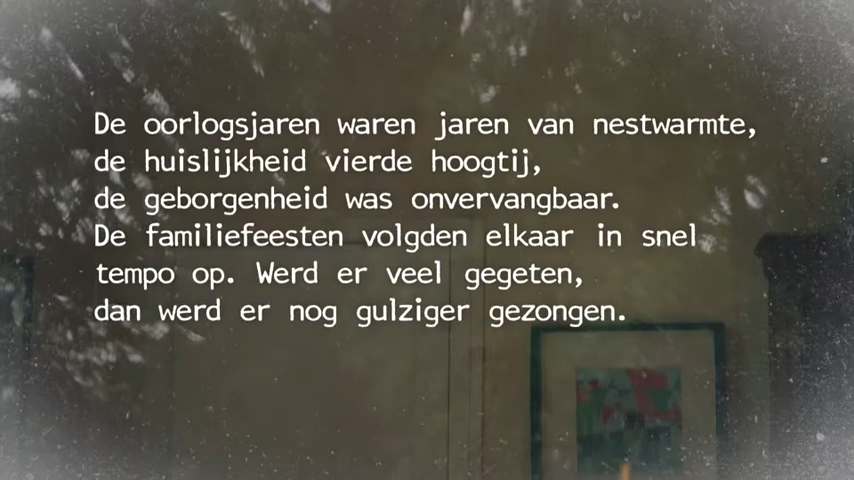 De oorlogsjaren waren jaren van nestwarmte,
de huislijkheid vierde hoogtij,
de geborgenheid was onvervangbaar.
De familiefeesten volgden elkaar in snel
tempo op. Werd er veel gegeten,
dan werd er nog gulziger gezongen.